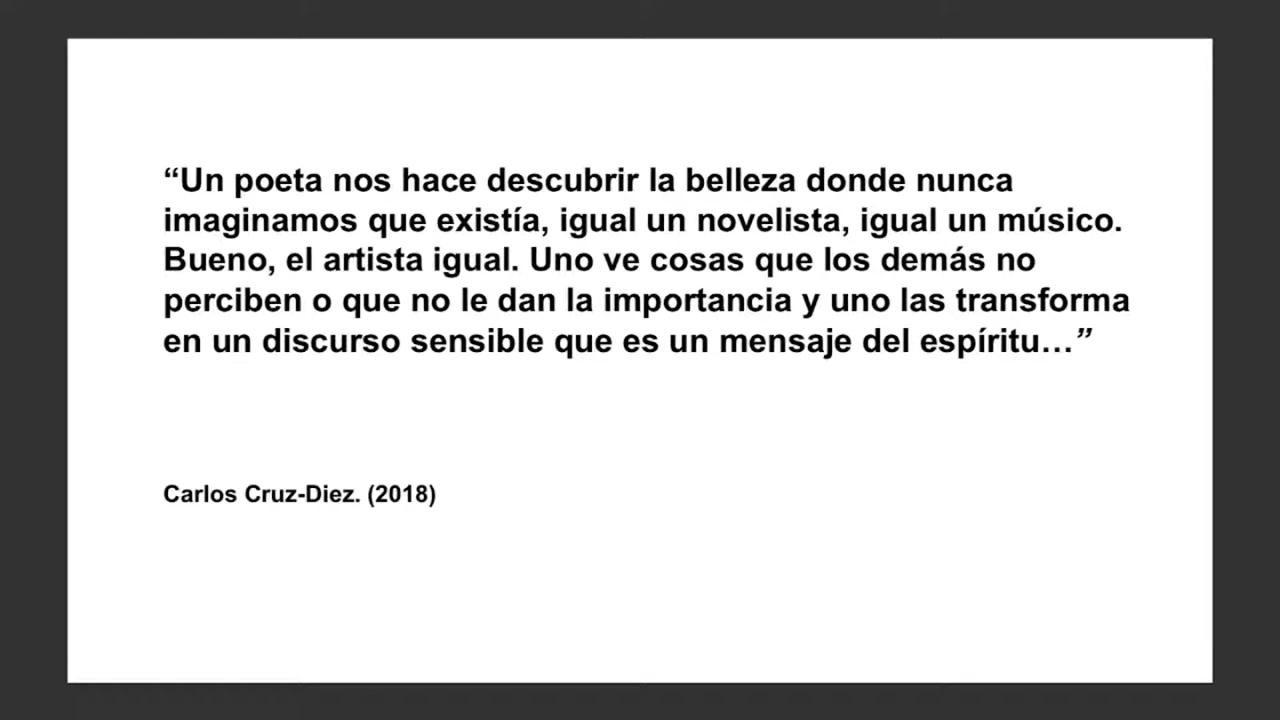 “Un poeta nos hace descubrir la belleza donde nunca
imaginamos que existía, igual un novelista, igual un músico.
Bueno, el artista igual. Uno ve cosas que los demás no
perciben o que no le dan la importancia y uno las transforma
en un discurso sensible que es un mensaje del espíritu…”
Carlos Cruz-Diez. (2018)